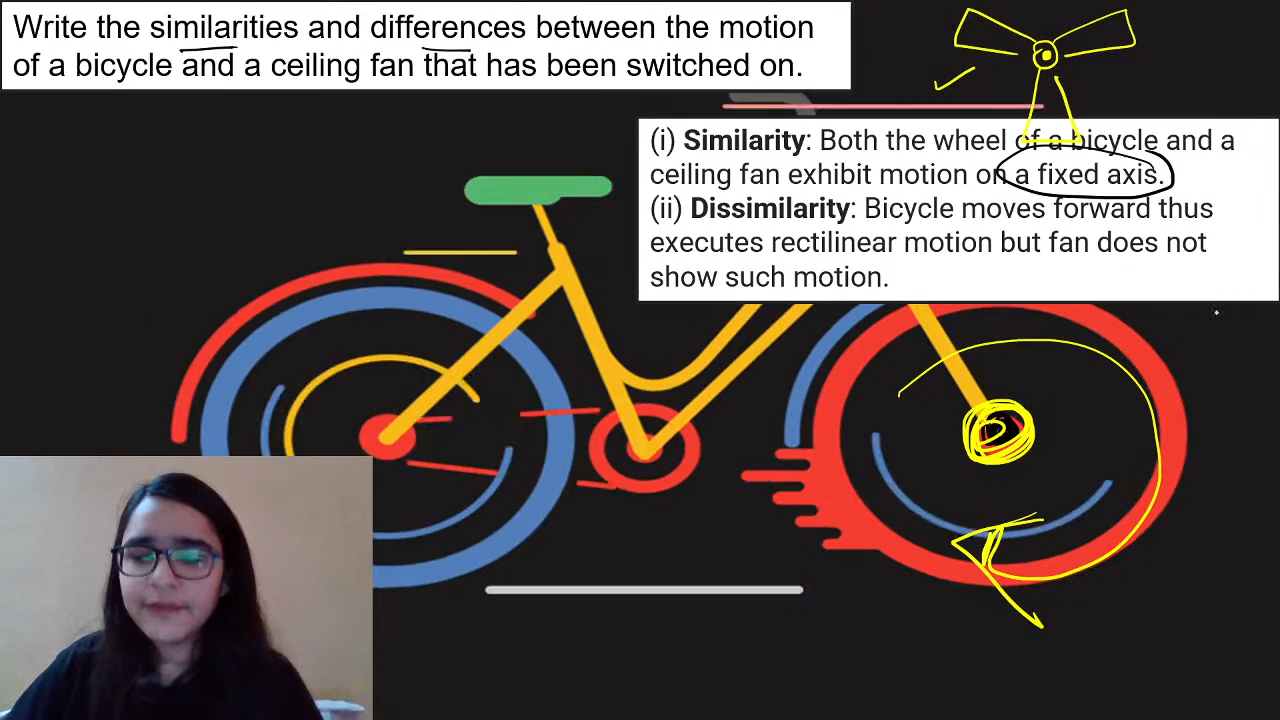 Write the similarities and differences between the motion
of a bicycle and a ceiling fan that has been switched on.
(i) Similarity: Both the wheel of a bicycle and a
ceiling fan exhibit motion on a fixed axis.
(ii) Dissimilarity: Bicycle moves forward thus
executes rectilinear motion but fan does not
show such motion.